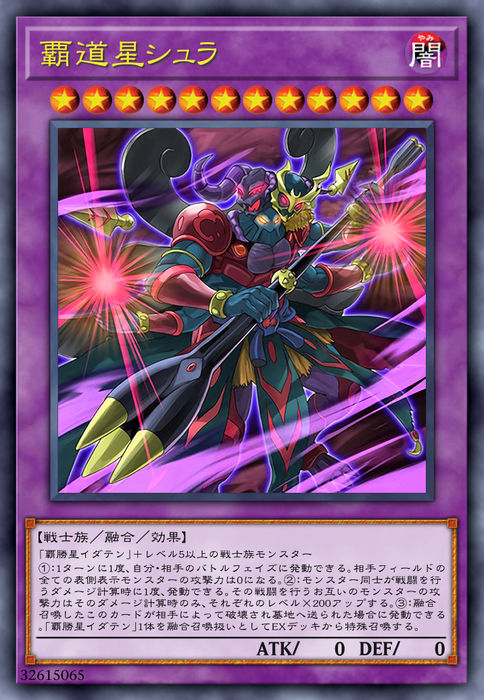 覇道星シュラ
やみ
闇
【戦士族／融合／効果】
「覇勝星イダテン」＋レベル5以上の戦士族モンスター
①：1ターンに1度、自分・相手のバトルフェイズに発動できる。相手フィールドの
全ての表側表示モンスターの攻撃力は0になる。②：モンスター同士が戦闘を行
うダメージ計算時に1度、発動できる。その戦闘を行うお互いのモンスターの攻撃
力はそのダメージ計算時のみ、それぞれのレベル×200アップする。③：融合
召喚したこのカードが相手によって破壊され墓地へ送られた場合に発動できる
。「覇勝星イダテン」1体を融合召喚扱いとしてEXデッキから特殊召喚する。
ATK/ 0 DEF/ 0
32615065